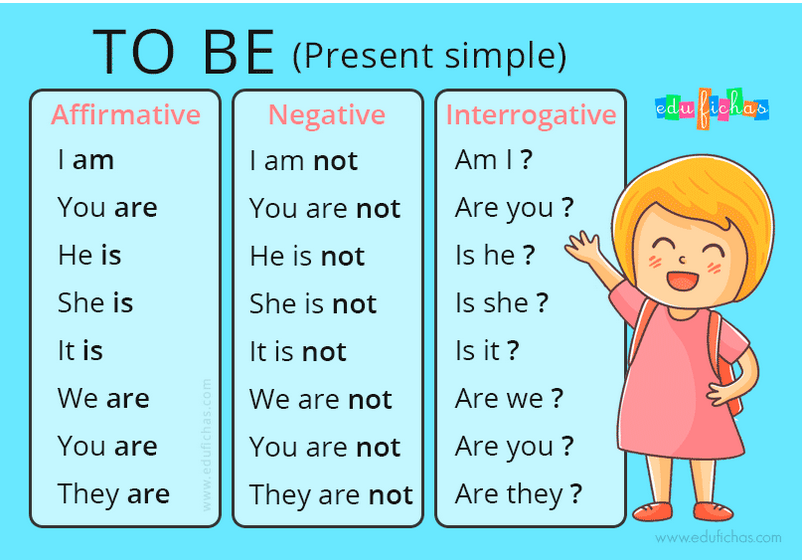 TO BE (Present simple)
edufichas
Affirmative
I am
You are
He is
She is
It is
We are
You are
They are
Negative
I am not
You are not
He is not
She is not
It is not
We are not
You are not
They are not
Interrogative
Am I ?
Are you ?
Is he ?
Is she ?
Is it ?
Are we ?
Are you ?
Are they ?
www.edufichas.com
www.edufichas.com